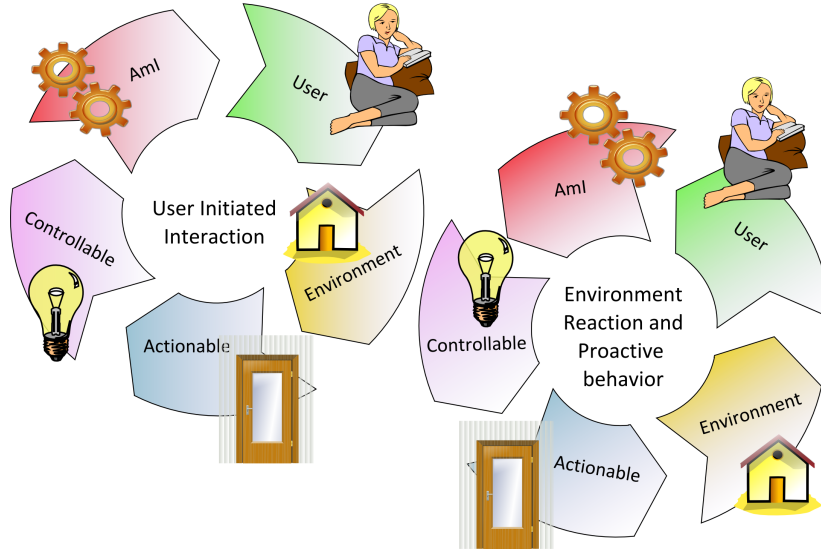 AmI
User
Controllable
User Initiated
Interaction
Environment
Actionable
AmI
User
Controllable
Environment
Reaction and
Proactive
behavior
Environment
Actionable